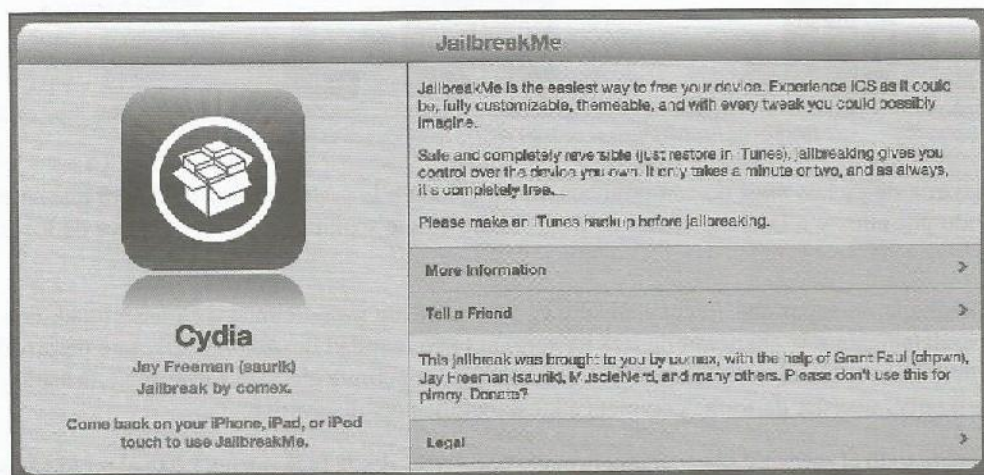 JailbreakMe
Cydia
Jay Freeman (saurik)
Jailbreak by comex.
Come back on your iPhone, iPad, or iPod
touch to use JailbreakMe.
JailbreakMe is the easiest way to free your device. Experience iOS as it could
be, fully customizable, themeable, and with every tweak you could possibly
imagine.
Safe and completely reversible (just restore in iTunes), jailbreaking gives you
control over the device you own. It only takes a minute or two, and as always,
it's completely free.
Please make an iTunes backup before jailbreaking.
More Information
Tell a Friend
This jailbreak was brought to you by comex, with the help of Grant Paul (chpwn),
Jay Freeman (saurik), MuscleNerd, and many others. Please don't use this for
piracy. Donate?
Legal